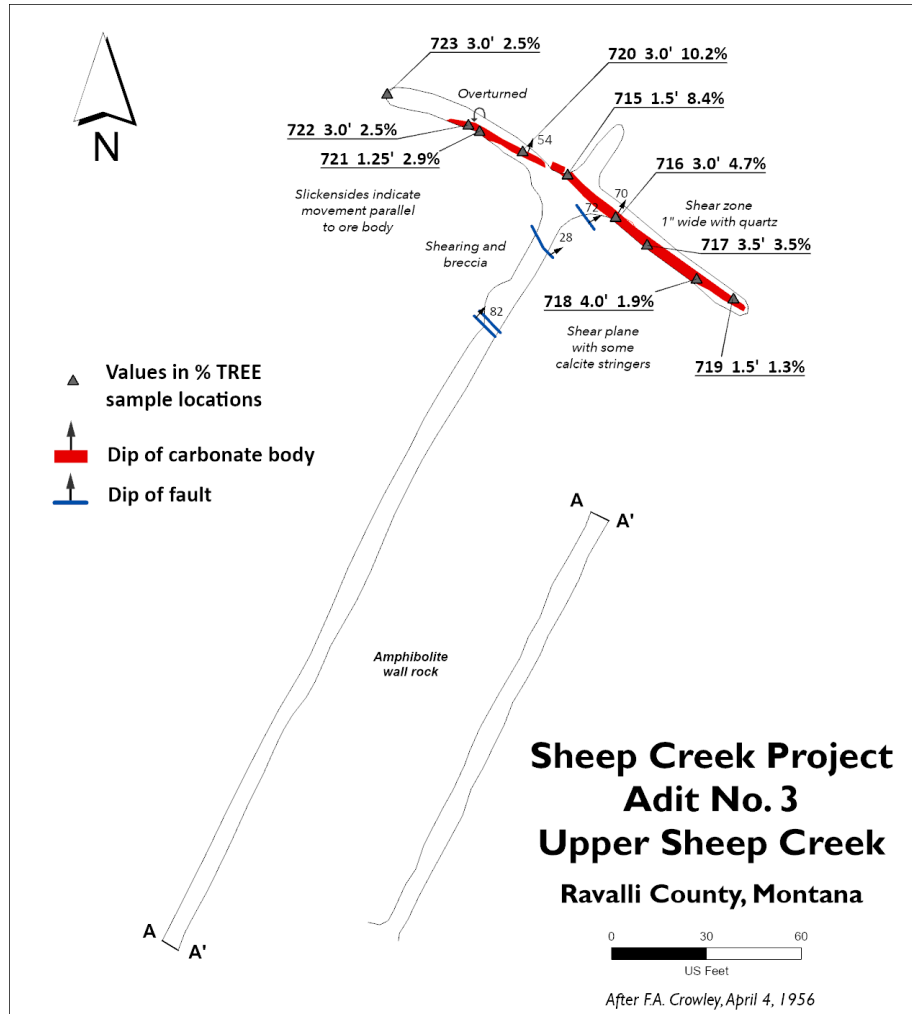 N
723 3.0' 2.5%
720 3.0' 10.2%
Overturned
715 1.5' 8.4%
722 3.0' 2.5%
54
721 1.25' 2.9%
716 3.0' 4.7%
Slickensides indicate
movement parallel
to ore body
70
Shear zone
1" wide with quartz
72
28
Shearing and
breccia
717 3.5' 3.5%
718 4.0' 1.9%
82
Shear plane
with some
calcite stringers
719 1.5' 1.3%
Values in % TREE
sample locations
Dip of carbonate body
Dip of fault
A
A'
Amphibolite
wall rock
A
A'
Sheep Creek Project
Adit No. 3
Upper Sheep Creek
Ravalli County, Montana
0 30 60
US Feet
After F.A. Crowley, April 4, 1956